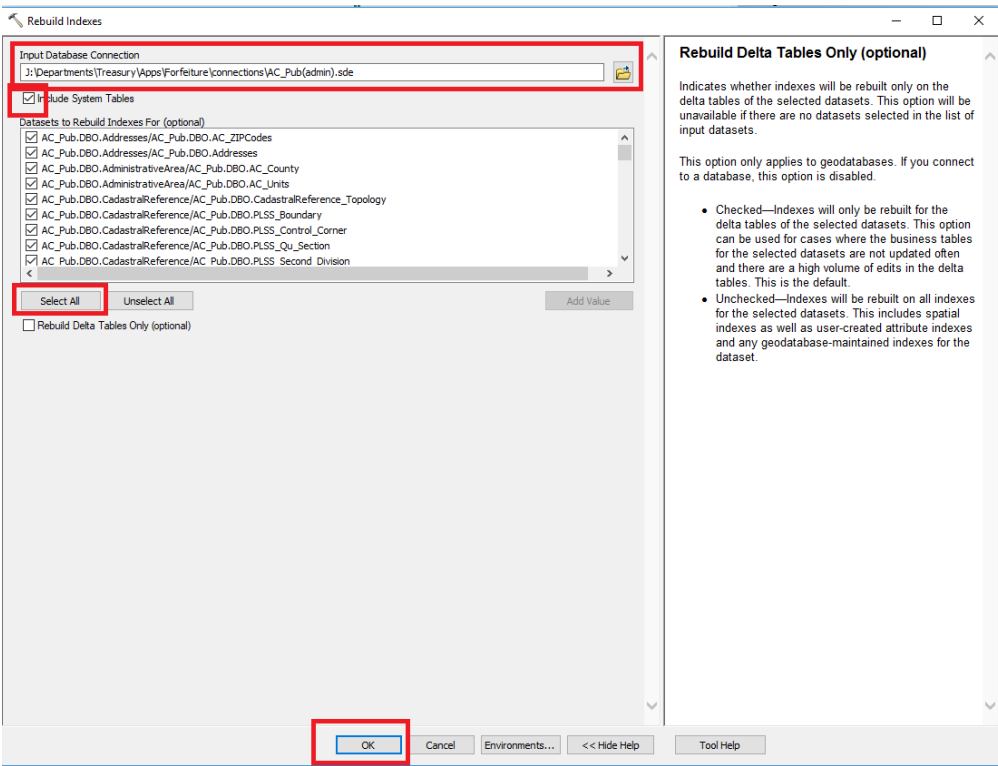 Rebuild Indexes
Input Database Connection
J:\Departments\Treasury\Apps\Forfeiture\connections\AC_Pub(admin).sde
Include System Tables
Datasets to Rebuild Indexes For (optional)
AC_Pub.DBO.Addresses/AC_Pub.DBO.AC_ZIPCodes
AC_Pub.DBO.Addresses/AC_Pub.DBO.Addresses
AC_Pub.DBO.AdministrativeArea/AC_Pub.DBO.AC_County
AC_Pub.DBO.AdministrativeArea/AC_Pub.DBO.AC_Units
AC_Pub.DBO.CadastralReference/AC_Pub.DBO.CadastralReference_Topology
AC_Pub.DBO.CadastralReference/AC_Pub.DBO.PLSS_Boundary
AC_Pub.DBO.CadastralReference/AC_Pub.DBO.PLSS_Control_Corner
AC_Pub.DBO.CadastralReference/AC_Pub.DBO.PLSS_Qu_Section
AC_Pub.DBO.CadastralReference/AC_Pub.DBO.PLSS_Second_Division
Select All
Unselect All
Add Value
Rebuild Delta Tables Only (optional)
OK
Cancel
Environments...
<< Hide Help
Rebuild Delta Tables Only (optional)
Indicates whether indexes will be rebuilt only on the
delta tables of the selected datasets. This option will be
unavailable if there are no datasets selected in the list of
input datasets.
This option only applies to geodatabases. If you connect
to a database, this option is disabled.
• Checked—Indexes will only be rebuilt for the
delta tables of the selected datasets. This option
can be used for cases where the business tables
for the selected datasets are not updated often
and there are a high volume of edits in the delta
tables. This is the default.
• Unchecked—Indexes will be rebuilt on all indexes
for the selected datasets. This includes spatial
indexes as well as user-created attribute indexes
and any geodatabase-maintained indexes for the
dataset.
Tool Help